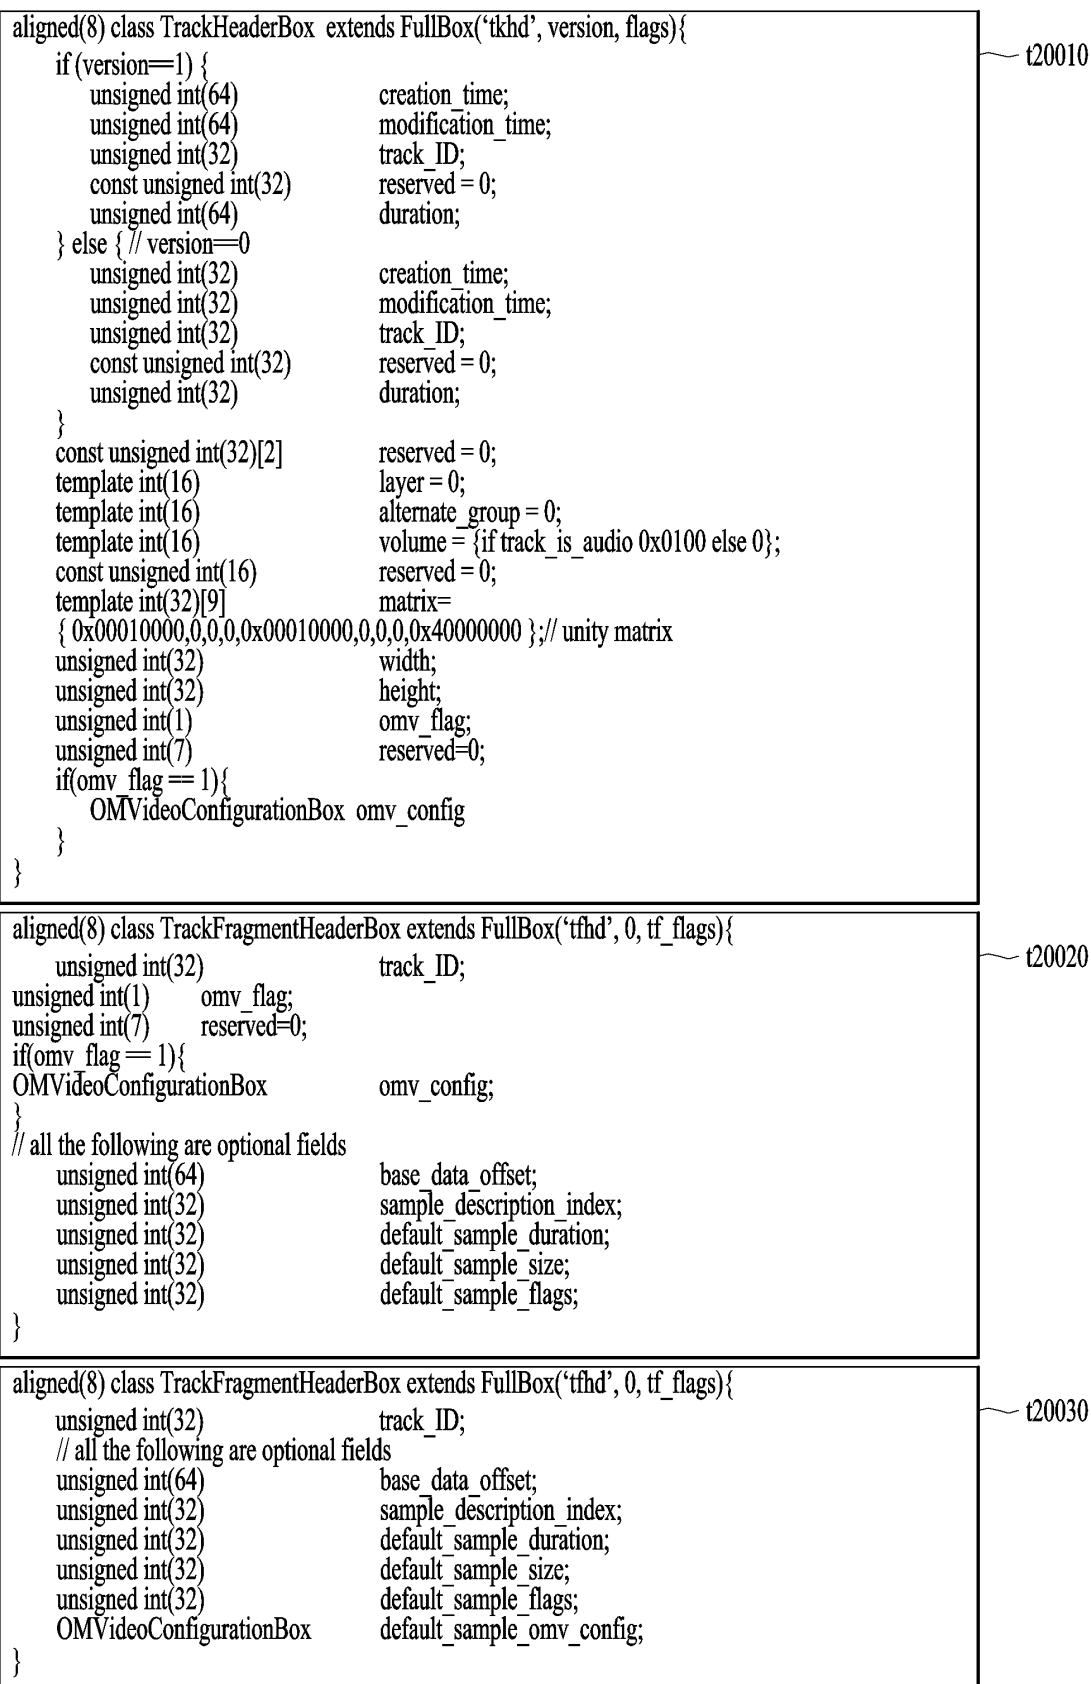 aligned(8) class TrackHeaderBox extends FullBox(‘tkhd’, version, flags){
t20010
if (version==1) {
unsigned int(64) creation_time;
unsigned int(64) modification_time;
unsigned int(32) track_ID;
const unsigned int(32) reserved = 0;
unsigned int(64) duration;
} else { // version==0
unsigned int(32) creation_time;
unsigned int(32) modification_time;
unsigned int(32) track_ID;
const unsigned int(32) reserved = 0;
unsigned int(32) duration;
}
const unsigned int(32)[2] reserved = 0;
template int(16) layer = 0;
template int(16) alternate_group = 0;
template int(16) volume = {if track_is_audio 0x0100 else 0};
const unsigned int(16) reserved = 0;
template int(32)[9] matrix=
{ 0x00010000,0,0,0,0x00010000,0,0,0,0x40000000 };// unity matrix
unsigned int(32) width;
unsigned int(32) height;
unsigned int(1) omv_flag;
unsigned int(7) reserved=0;
if(omv_flag == 1){
OMVideoConfigurationBox omv_config
}
}
aligned(8) class TrackFragmentHeaderBox extends FullBox(‘tfhd’, 0, tf_flags){
t20020
unsigned int(32) track_ID;
unsigned int(1) omv_flag;
unsigned int(7) reserved=0;
if(omv_flag == 1){
OMVideoConfigurationBox omv_config;
}
// all the following are optional fields
unsigned int(64) base_data_offset;
unsigned int(32) sample_description_index;
unsigned int(32) default_sample_duration;
unsigned int(32) default_sample_size;
unsigned int(32) default_sample_flags;
}
aligned(8) class TrackFragmentHeaderBox extends FullBox(‘tfhd’, 0, tf_flags){
t20030
unsigned int(32) track_ID;
// all the following are optional fields
unsigned int(64) base_data_offset;
unsigned int(32) sample_description_index;
unsigned int(32) default_sample_duration;
unsigned int(32) default_sample_size;
unsigned int(32) default_sample_flags;
OMVideoConfigurationBox default_sample_omv_config;
}